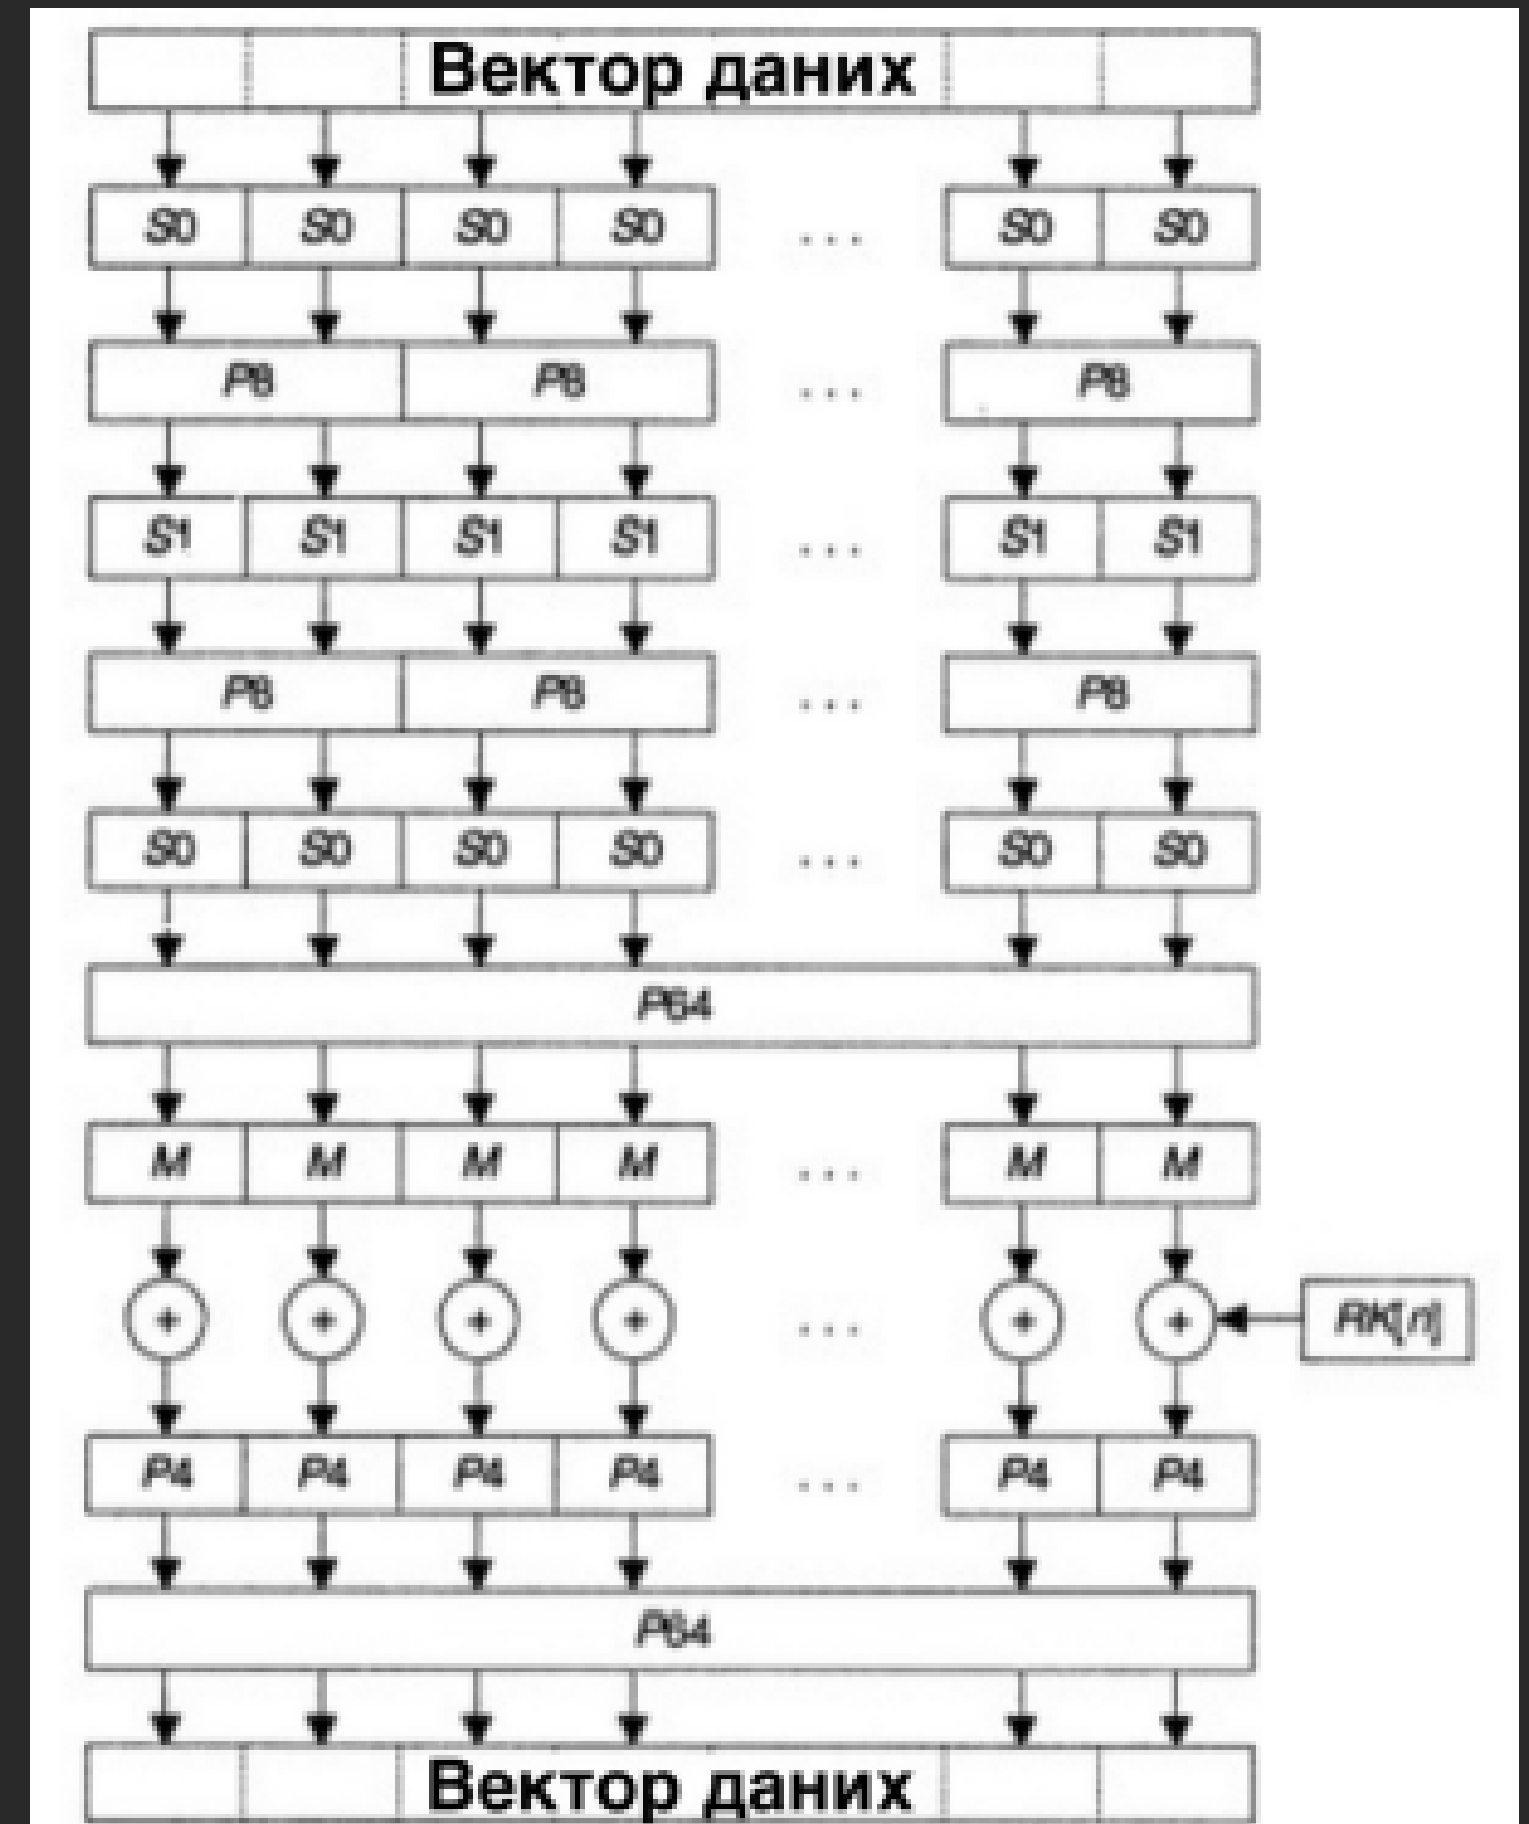 Вектор даних
S0 S0 S0 S0 ... S0 S0
P8 P8 ... P8
S1 S1 S1 S1 ... S1 S1
P8 P8 ... P8
S0 S0 S0 S0 ... S0 S0
P64
M M M M ... M M
+ + + + ... + + RK[n]
P4 P4 P4 P4 ... P4 P4
P64
Вектор даних